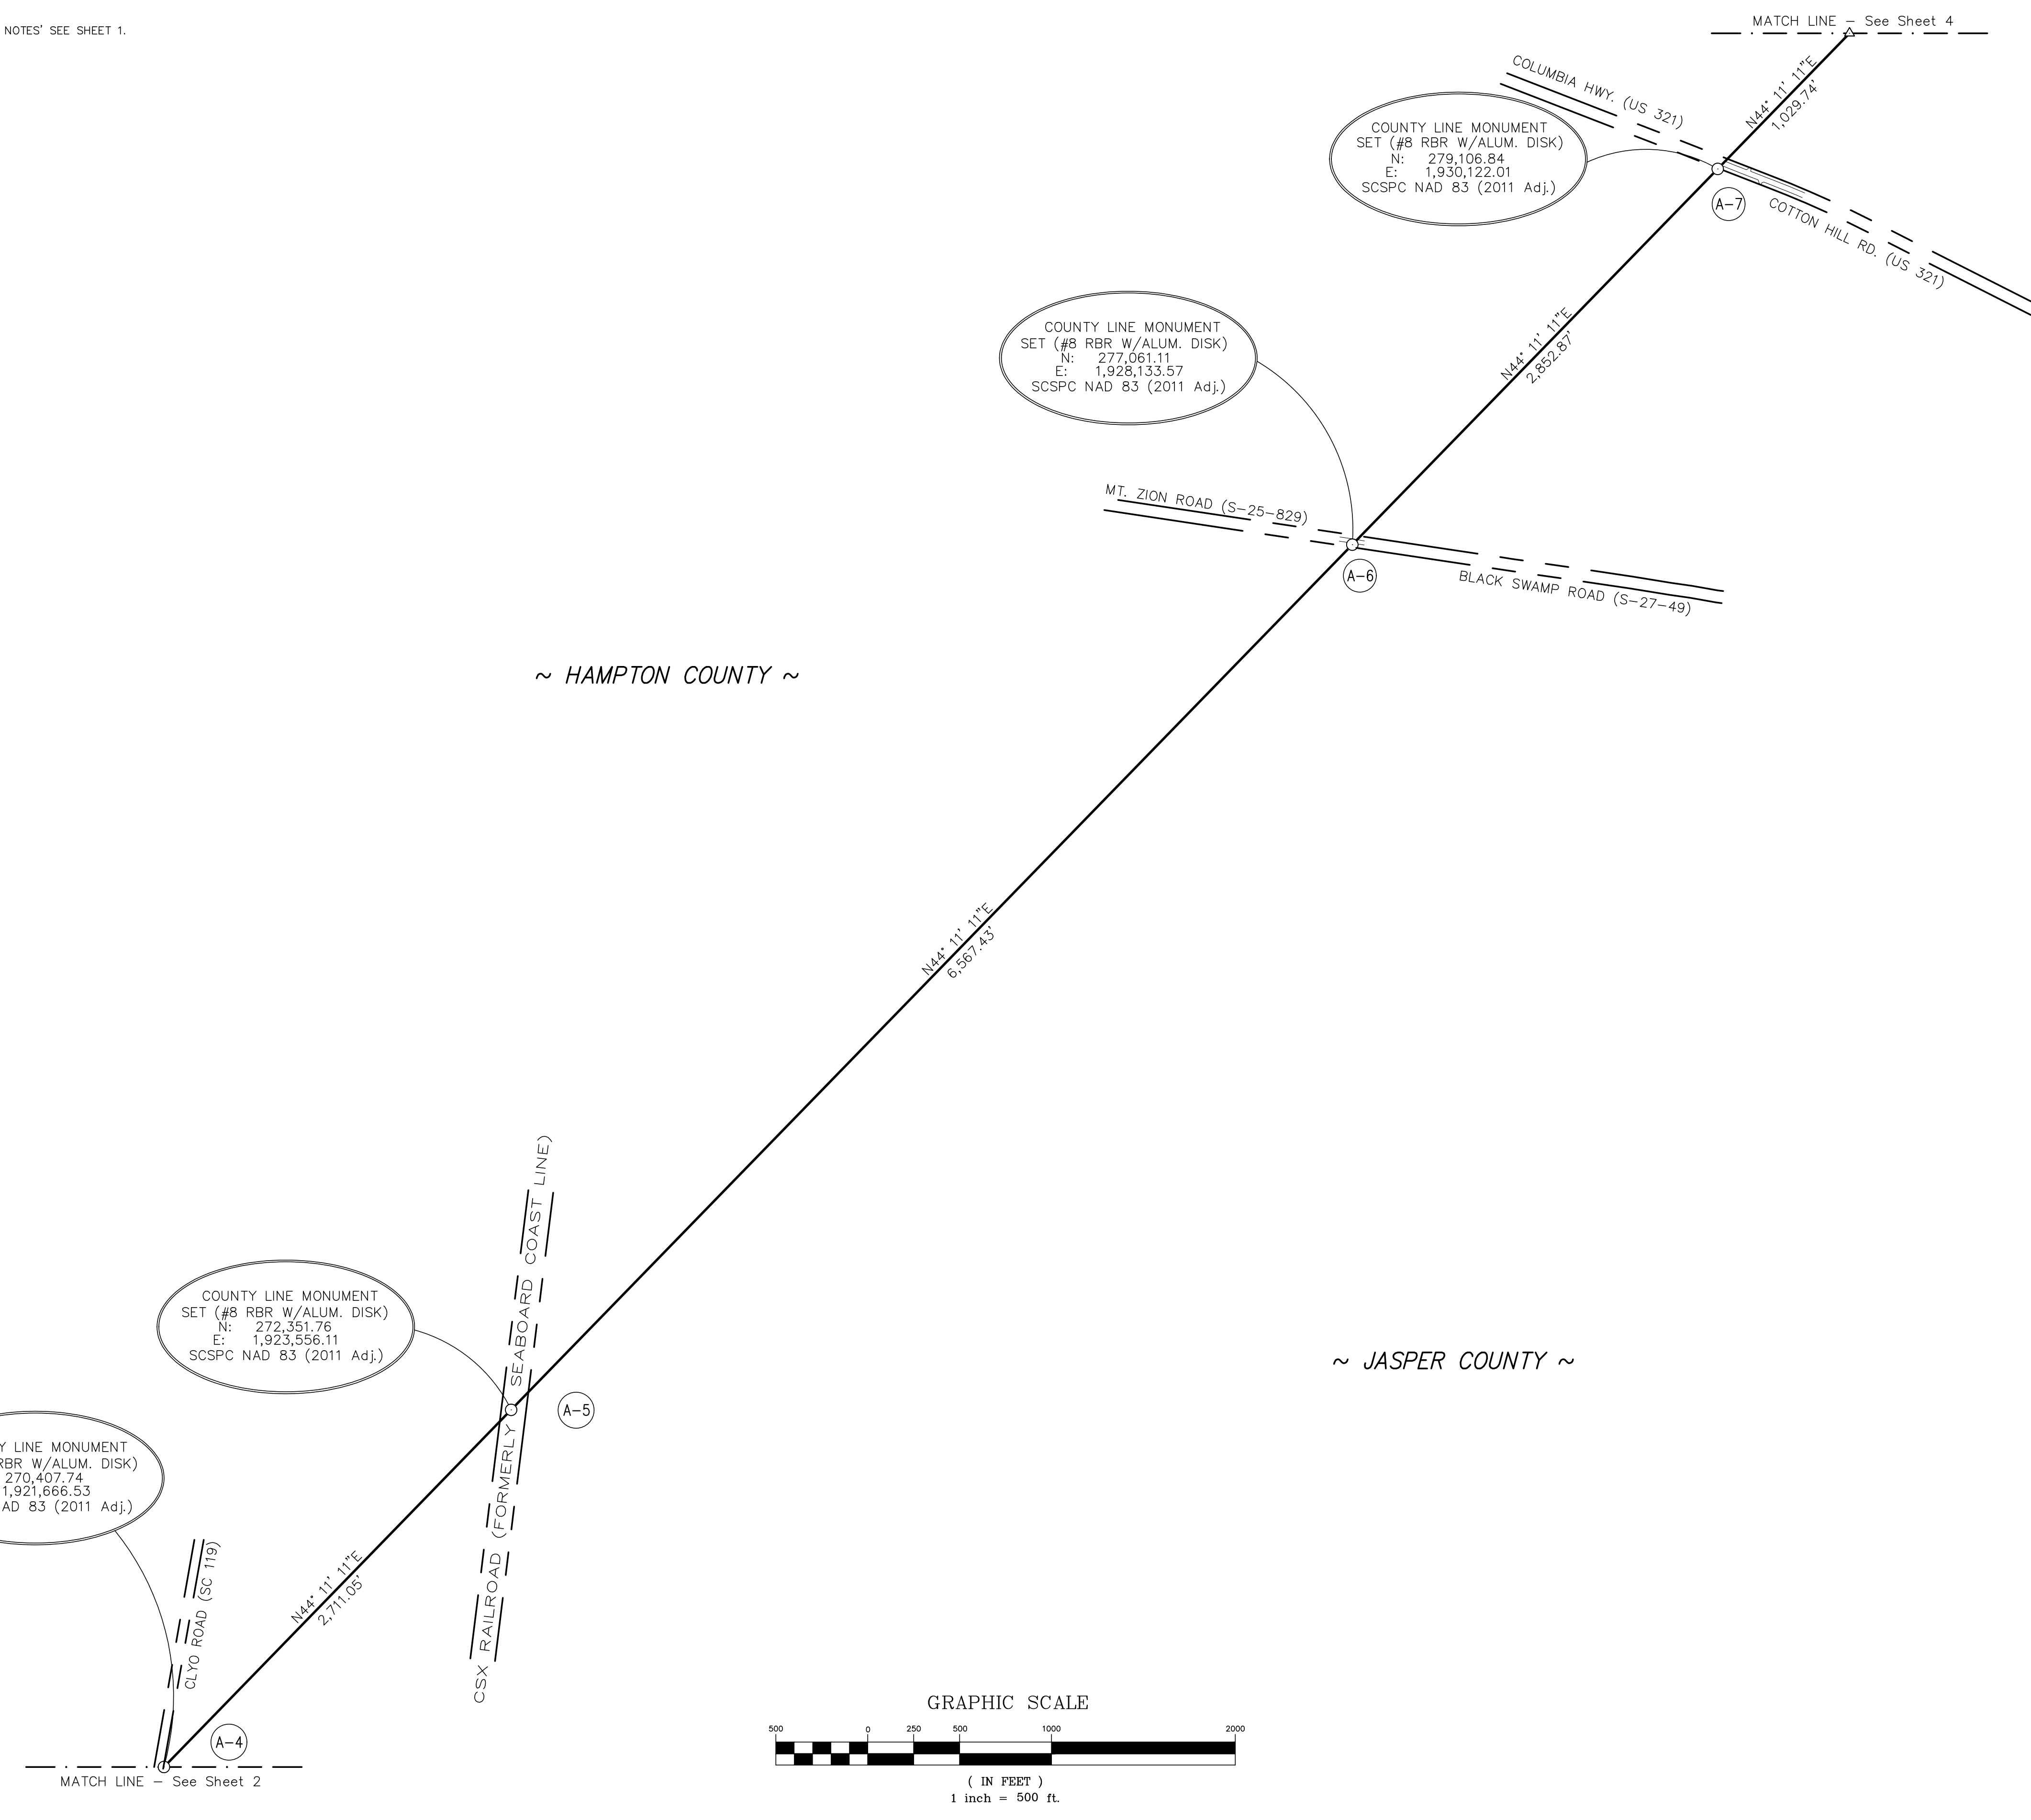 NOTES' SEE SHEET 1.
MATCH LINE – See Sheet 4
N44° 11' 11"E
1,029.74'
COLUMBIA HWY. (US 321)
COUNTY LINE MONUMENT
SET (#8 RBR W/ALUM. DISK)
N: 279,106.84
E: 1,930,122.01
SCSPC NAD 83 (2011 Adj.)
A-7
COTTON HILL RD. (US 321)
N44° 11' 11"E
2,852.87'
COUNTY LINE MONUMENT
SET (#8 RBR W/ALUM. DISK)
N: 277,061.11
E: 1,928,133.57
SCSPC NAD 83 (2011 Adj.)
MT. ZION ROAD (S-25-829)
A-6
BLACK SWAMP ROAD (S-27-49)
~ HAMPTON COUNTY ~
N44° 11' 11"E
6,567.43'
CSX RAILROAD (FORMERLY SEABOARD COAST LINE)
COUNTY LINE MONUMENT
SET (#8 RBR W/ALUM. DISK)
N: 272,351.76
E: 1,923,556.11
SCSPC NAD 83 (2011 Adj.)
~ JASPER COUNTY ~
A-5
Y LINE MONUMENT
RBR W/ALUM. DISK)
270,407.74
1,921,666.53
AD 83 (2011 Adj.)
CLYO ROAD (SC 119)
N44° 11' 11"E
2,711.05'
A-4
MATCH LINE – See Sheet 2
GRAPHIC SCALE
500 0 250 500 1000 2000
( IN FEET )
1 inch = 500 ft.